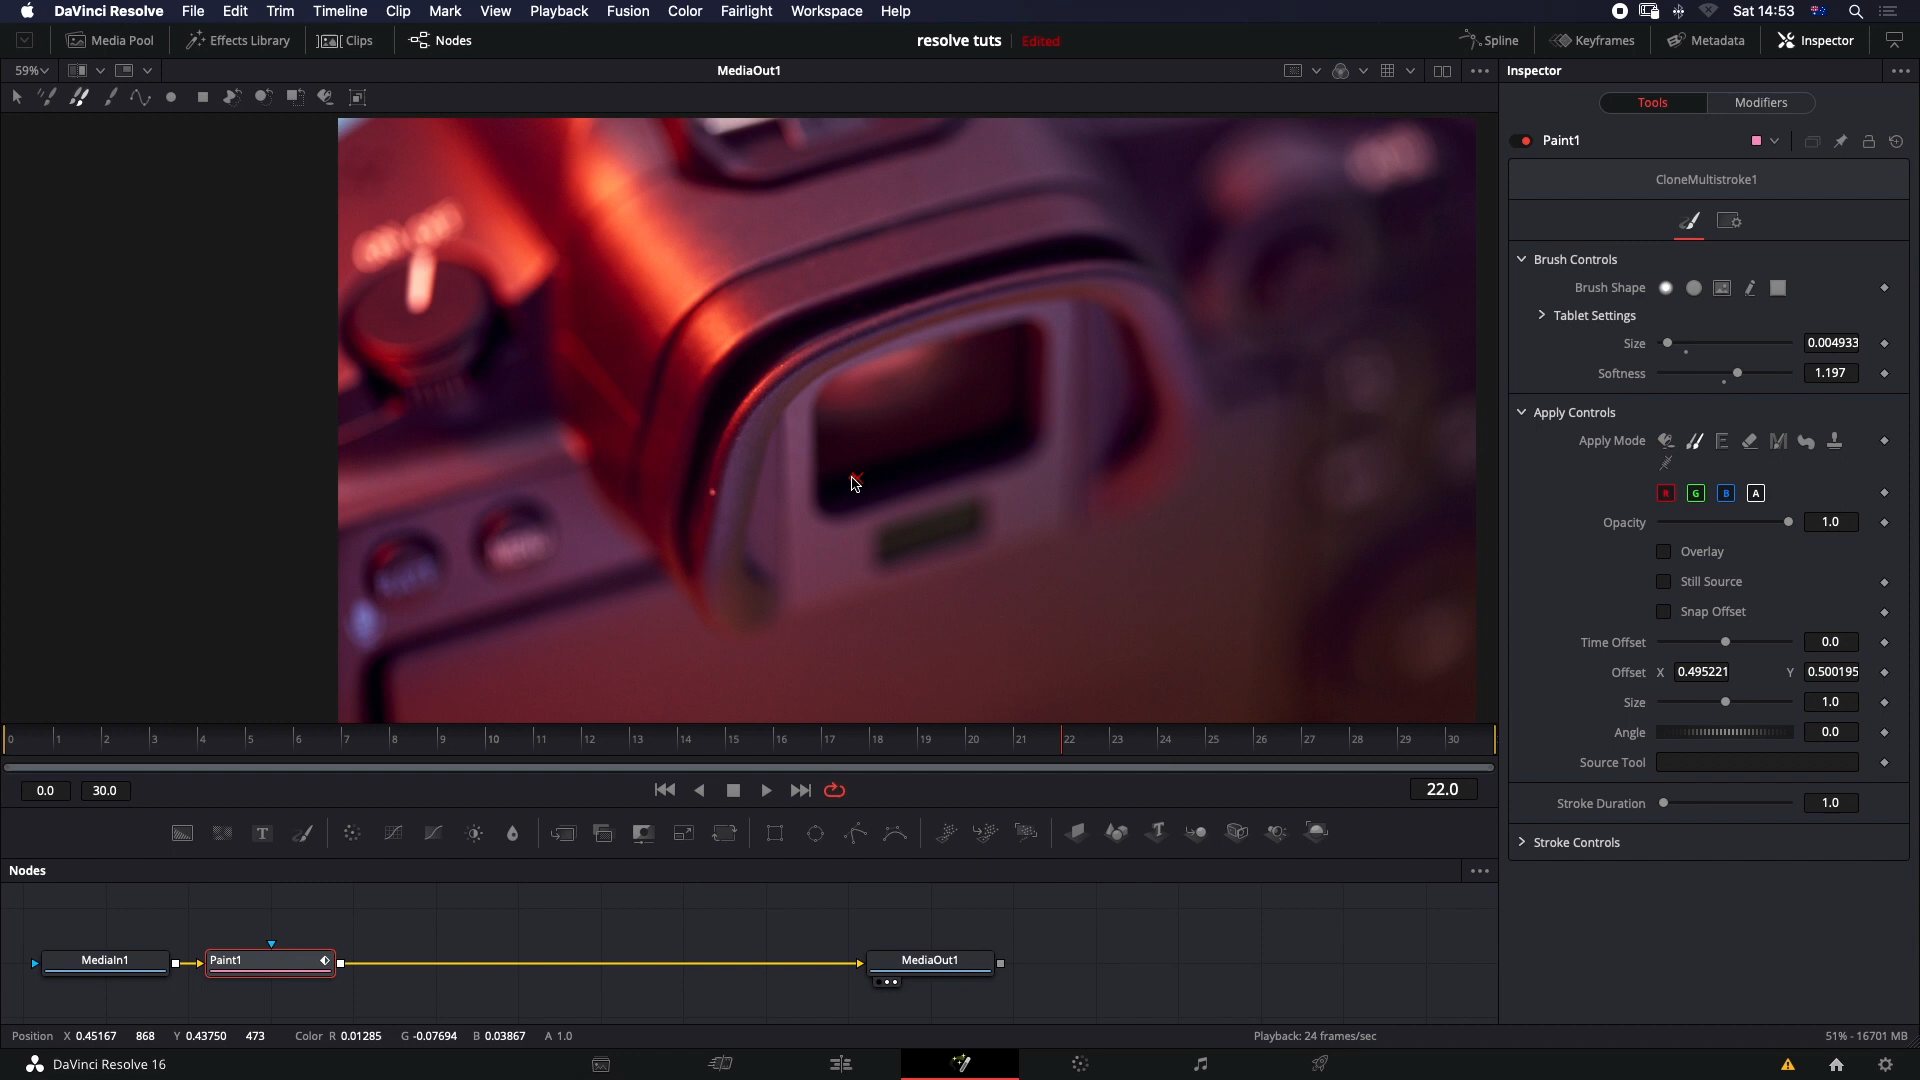 DaVinci Resolve File Edit Trim Timeline Clip Mark View Playback Fusion Color Fairlight Workspace Help Sat 14:53
Media Pool Effects Library Clips Nodes resolve tuts Edited Spline Keyframes Metadata Inspector
59% MediaOut1 Inspector
Tools Modifiers
Paint1
CloneMultistroke1
Brush Controls
Brush Shape
Tablet Settings
Size 0.004933
Softness 1.197
Apply Controls
Apply Mode
R G B A
Opacity 1.0
Overlay
Still Source
Snap Offset
Time Offset 0.0
Offset X 0.495221 Y 0.500195
Size 1.0
Angle 0.0
Source Tool
Stroke Duration 1.0
Stroke Controls
0 1 2 3 4 5 6 7 8 9 10 11 12 13 14 15 16 17 18 19 20 21 22 23 24 25 26 27 28 29 30
0.0 30.0 22.0
T T
Nodes
MediaIn1 Paint1 MediaOut1
Position X 0.45167 868 Y 0.43750 473 Color R 0.01285 G -0.07694 B 0.03867 A 1.0 Playback: 24 frames/sec 51% - 16701 MB
DaVinci Resolve 16